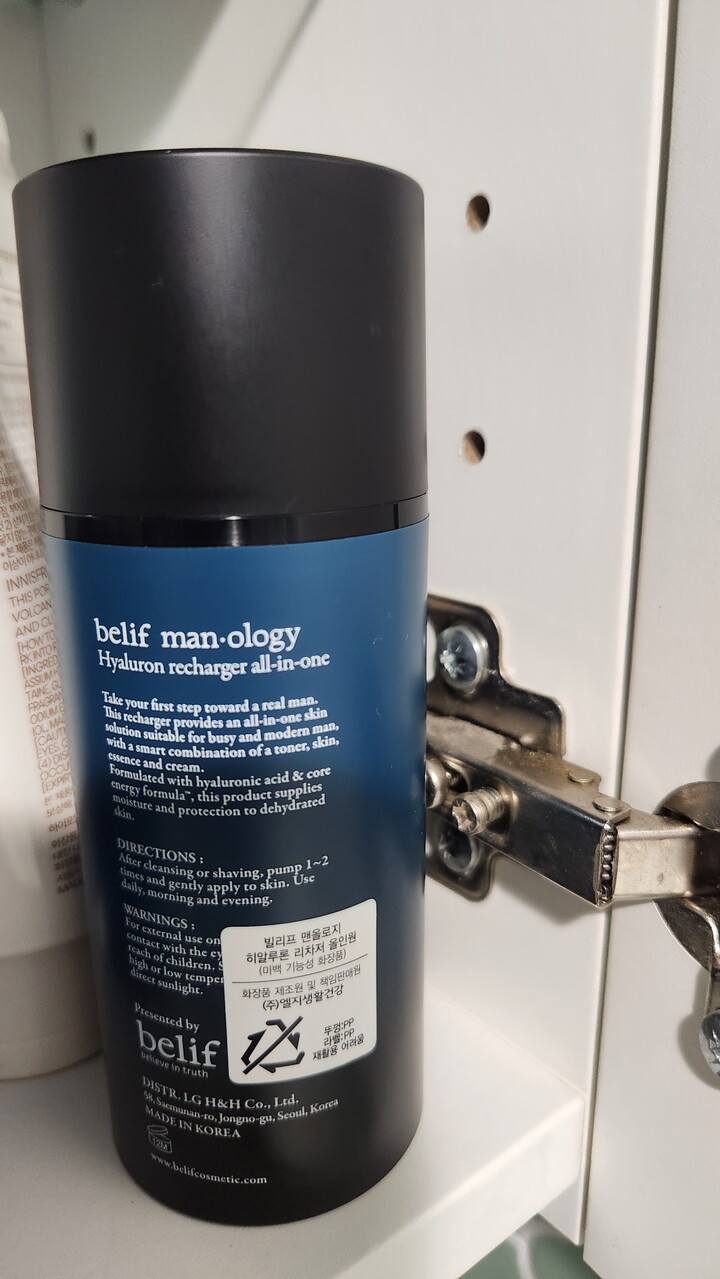 belif man·ology
Hyaluron recharger all-in-one
Take your first step toward a real man.
This recharger provides an all-in-one skin
solution suitable for busy and modern man,
with a smart combination of a toner, skin,
essence and cream.
Formulated with hyaluronic acid & core
energy formula™, this product supplies
moisture and protection to dehydrated
skin.
DIRECTIONS :
After cleansing or shaving, pump 1~2
times and gently apply to skin. Use
daily, morning and evening.
WARNINGS :
For external use on
contact with the ey
reach of children. S
high or low temper
direct sunlight.
빌리프 맨올로지
히알루론 리차저 올인원
(미백 기능성 화장품)
화장품 제조원 및 책임판매원
(주)엘지생활건강
뚜껑:PP
라벨:PP
재활용 어려움
Presented by
belif
believe in truth
DISTR. LG H&H Co., Ltd.
58, Saemunan-ro, Jongno-gu, Seoul, Korea
MADE IN KOREA
12M
www.belifcosmetic.com
INNISFR
THIS POR
VOLCAN
AND CL
[HOW TO
[INGRED